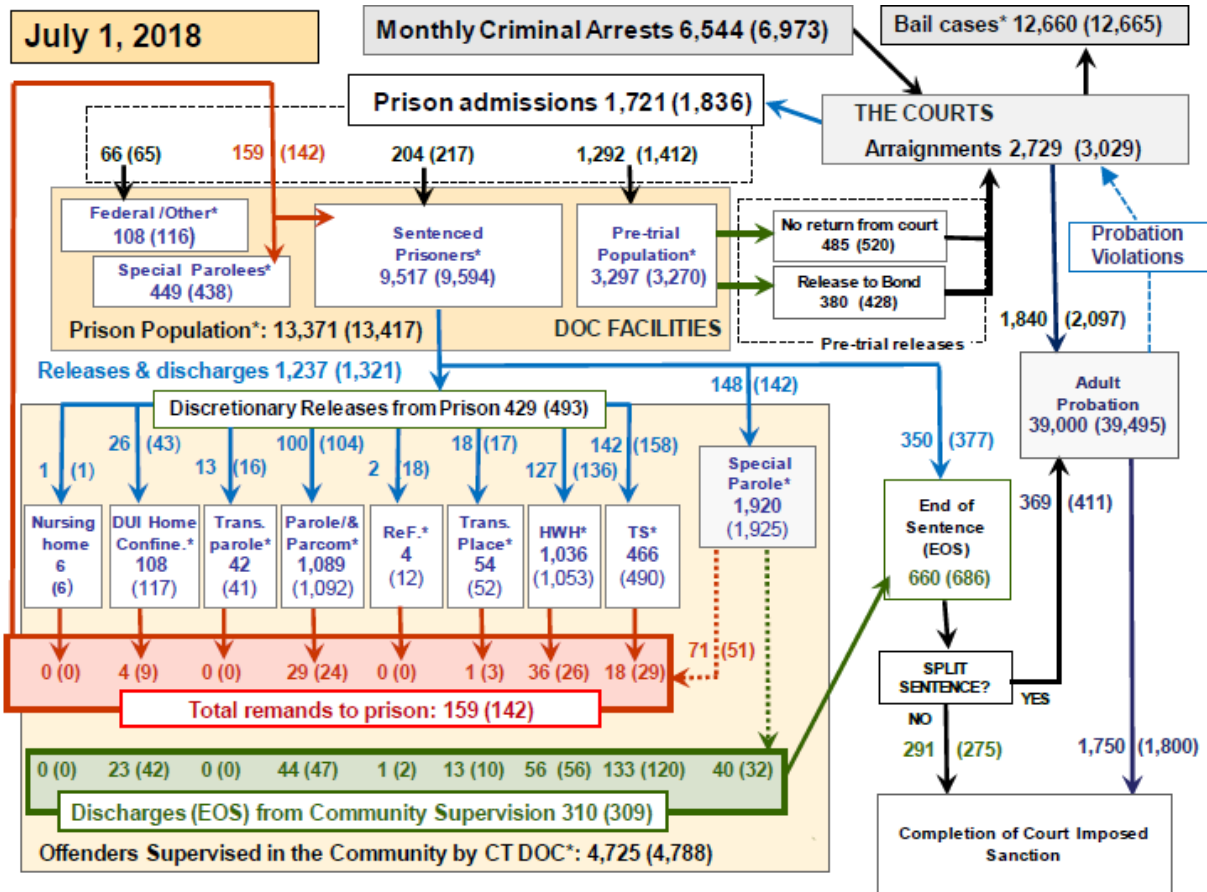 July 1, 2018
Monthly Criminal Arrests 6,544 (6,973)
Bail cases* 12,660 (12,665)
Prison admissions 1,721 (1,836)
THE COURTS
Arraignments 2,729 (3,029)
66 (65)
159 (142)
204 (217)
1,292 (1,412)
Federal /Other*
108 (116)
Special Parolees*
449 (438)
Sentenced
Prisoners*
9,517 (9,594)
Pre-trial
Population*
3,297 (3,270)
No return from court
485 (520)
Release to Bond
380 (428)
Pre-trial releases
Probation
Violations
Prison Population*: 13,371 (13,417)
DOC FACILITIES
1,840 (2,097)
Releases & discharges 1,237 (1,321)
Discretionary Releases from Prison 429 (493)
148 (142)
350 (377)
Adult
Probation
39,000 (39,495)
1 (1)
26 (43)
13 (16)
100 (104)
2 (18)
18 (17)
127 (136)
142 (158)
Nursing
home
6
(6)
DUI Home
Confine.*
108
(117)
Trans.
parole*
42
(41)
Parole/&
Parcom*
1,089
(1,092)
ReF.*
4
(12)
Trans.
Place*
54
(52)
HWH*
1,036
(1,053)
TS*
466
(490)
Special
Parole*
1,920
(1,925)
End of
Sentence
(EOS)
660 (686)
369 (411)
0 (0)
4 (9)
0 (0)
29 (24)
0 (0)
1 (3)
36 (26)
18 (29)
71 (51)
Total remands to prison: 159 (142)
SPLIT
SENTENCE?
YES
NO
291 (275)
1,750 (1,800)
0 (0)
23 (42)
0 (0)
44 (47)
1 (2)
13 (10)
56 (56)
133 (120)
40 (32)
Discharges (EOS) from Community Supervision 310 (309)
Offenders Supervised in the Community by CT DOC*: 4,725 (4,788)
Completion of Court Imposed
Sanction